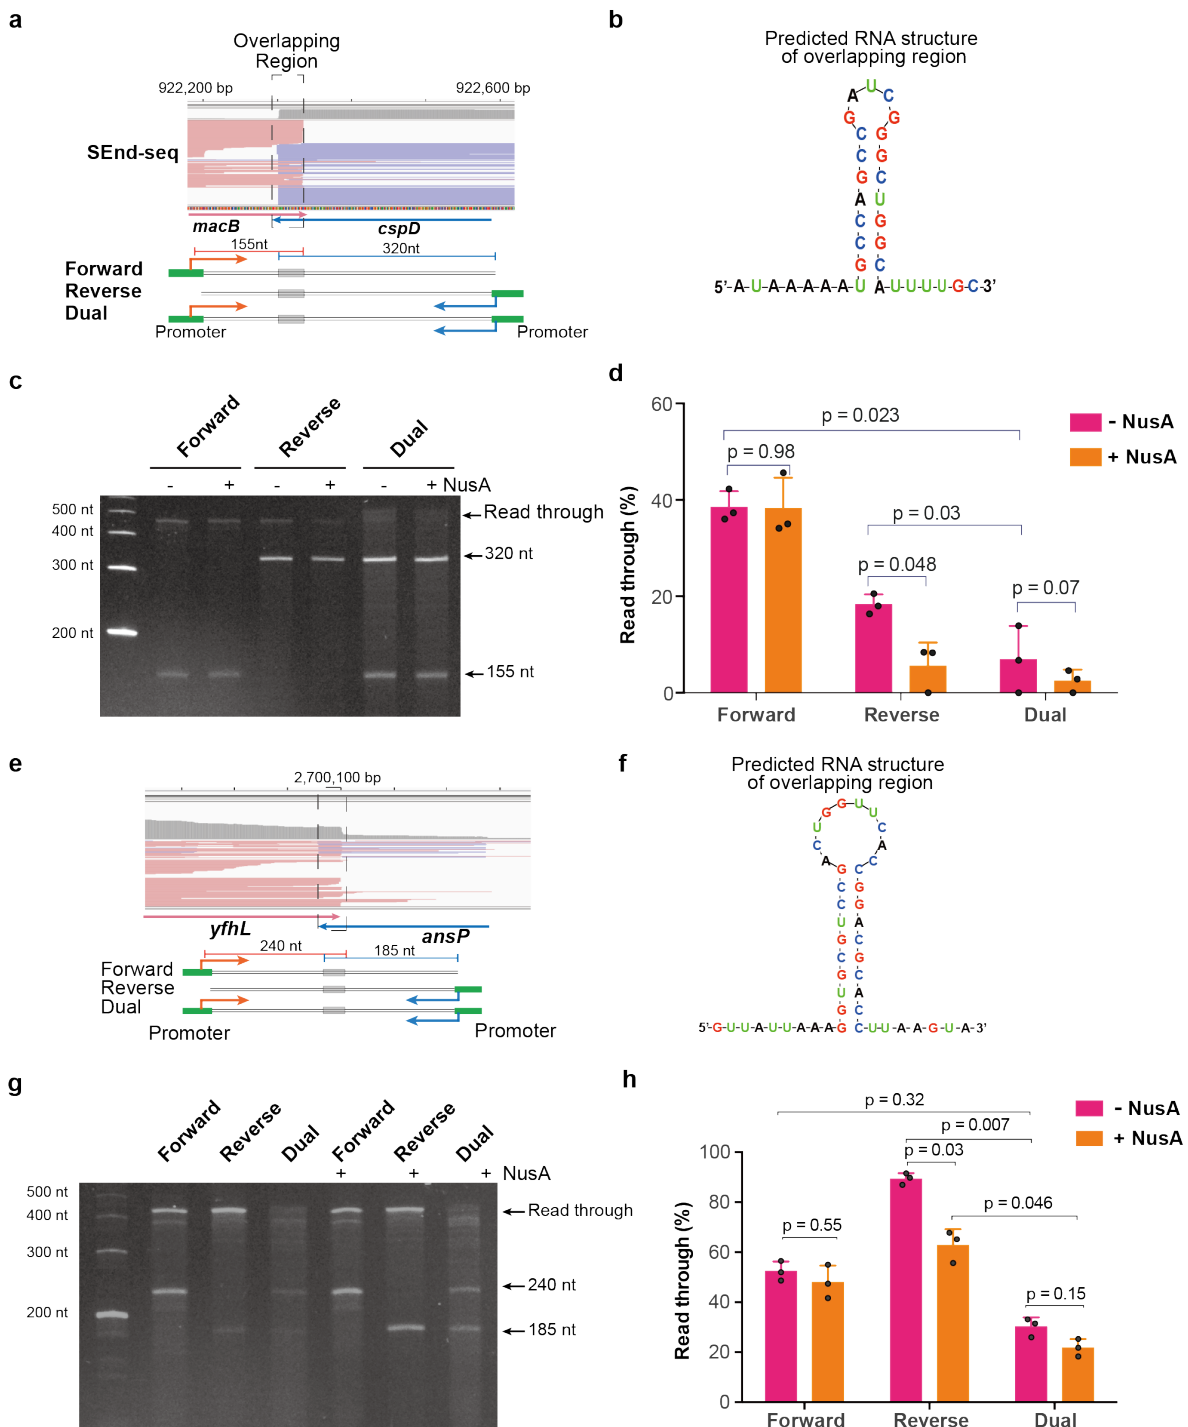 a
Overlapping
Region
922,200 bp
922,600 bp
SEnd-seq
macB
cspD
155nt
320nt
Forward
Reverse
Dual
Promoter
Promoter
b
Predicted RNA structure
of overlapping region
A U C
G G
C G
C G
G C
A U
C G
C G
G C
5'-A-U-A-A-A-A-A-U A-U-U-U-U-G-C-3'
c
Forward
Reverse
Dual
- + - + - + NusA
500 nt
400 nt
300 nt
200 nt
Read through
320 nt
155 nt
d
Read through (%)
60
40
20
0
p = 0.023
p = 0.98
p = 0.03
p = 0.048
p = 0.07
- NusA
+ NusA
Forward
Reverse
Dual
e
2,700,100 bp
yfhL
ansP
240 nt
185 nt
Forward
Reverse
Dual
Promoter
Promoter
f
Predicted RNA structure
of overlapping region
G G U U
U C
C A
A C
G C
C G
C G
U A
G C
C G
G C
U A
G C
5'-G-U-U-A-U-U-A-A-A-G C-U-U-A-A-G-U-A-3'
g
Forward
Reverse
Dual
Forward
Reverse
Dual
+ + + NusA
500 nt
400 nt
300 nt
200 nt
Read through
240 nt
185 nt
h
Read through (%)
100
80
60
40
20
0
p = 0.32
p = 0.007
p = 0.03
p = 0.046
p = 0.55
p = 0.15
- NusA
+ NusA
Forward
Reverse
Dual